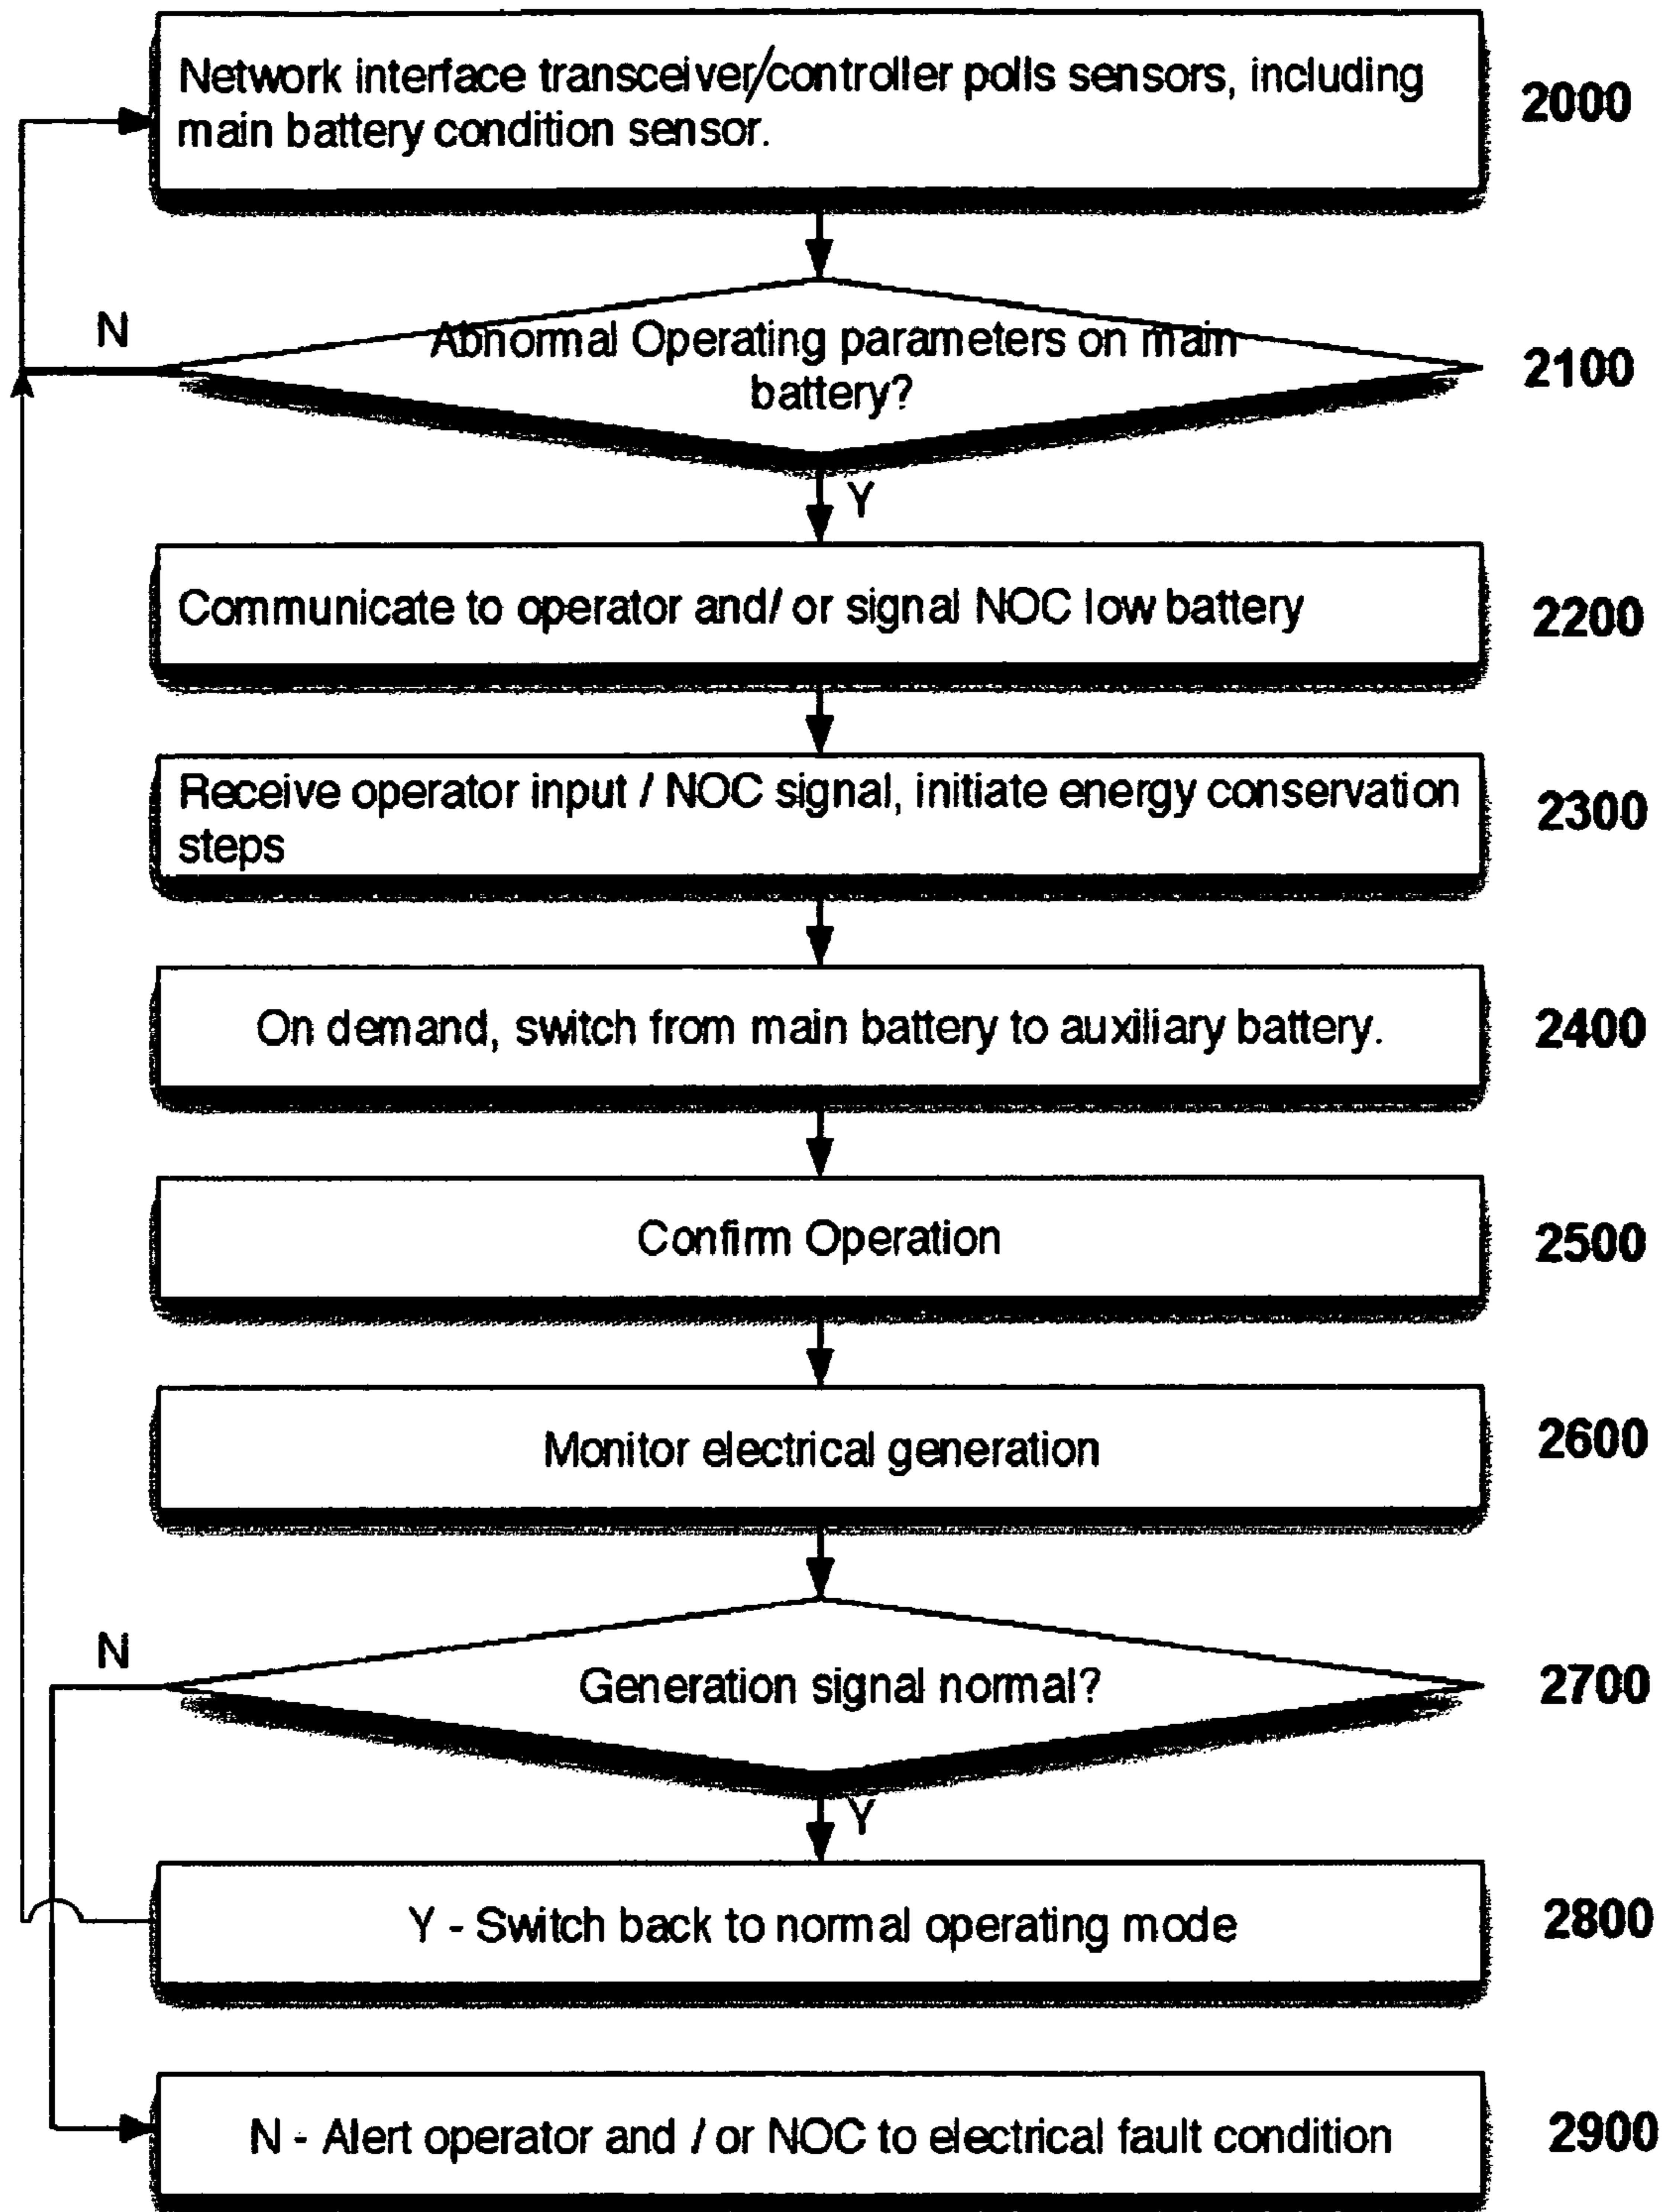 Network interface transceiver/controller polls sensors, including
main battery condition sensor.
2000
N
Abnormal Operating parameters on main
battery?
2100
Y
Communicate to operator and/ or signal NOC low battery
2200
Receive operator input / NOC signal, initiate energy conservation
steps
2300
On demand, switch from main battery to auxiliary battery.
2400
Confirm Operation
2500
Monitor electrical generation
2600
N
Generation signal normal?
2700
Y
Y - Switch back to normal operating mode
2800
N - Alert operator and / or NOC to electrical fault condition
2900